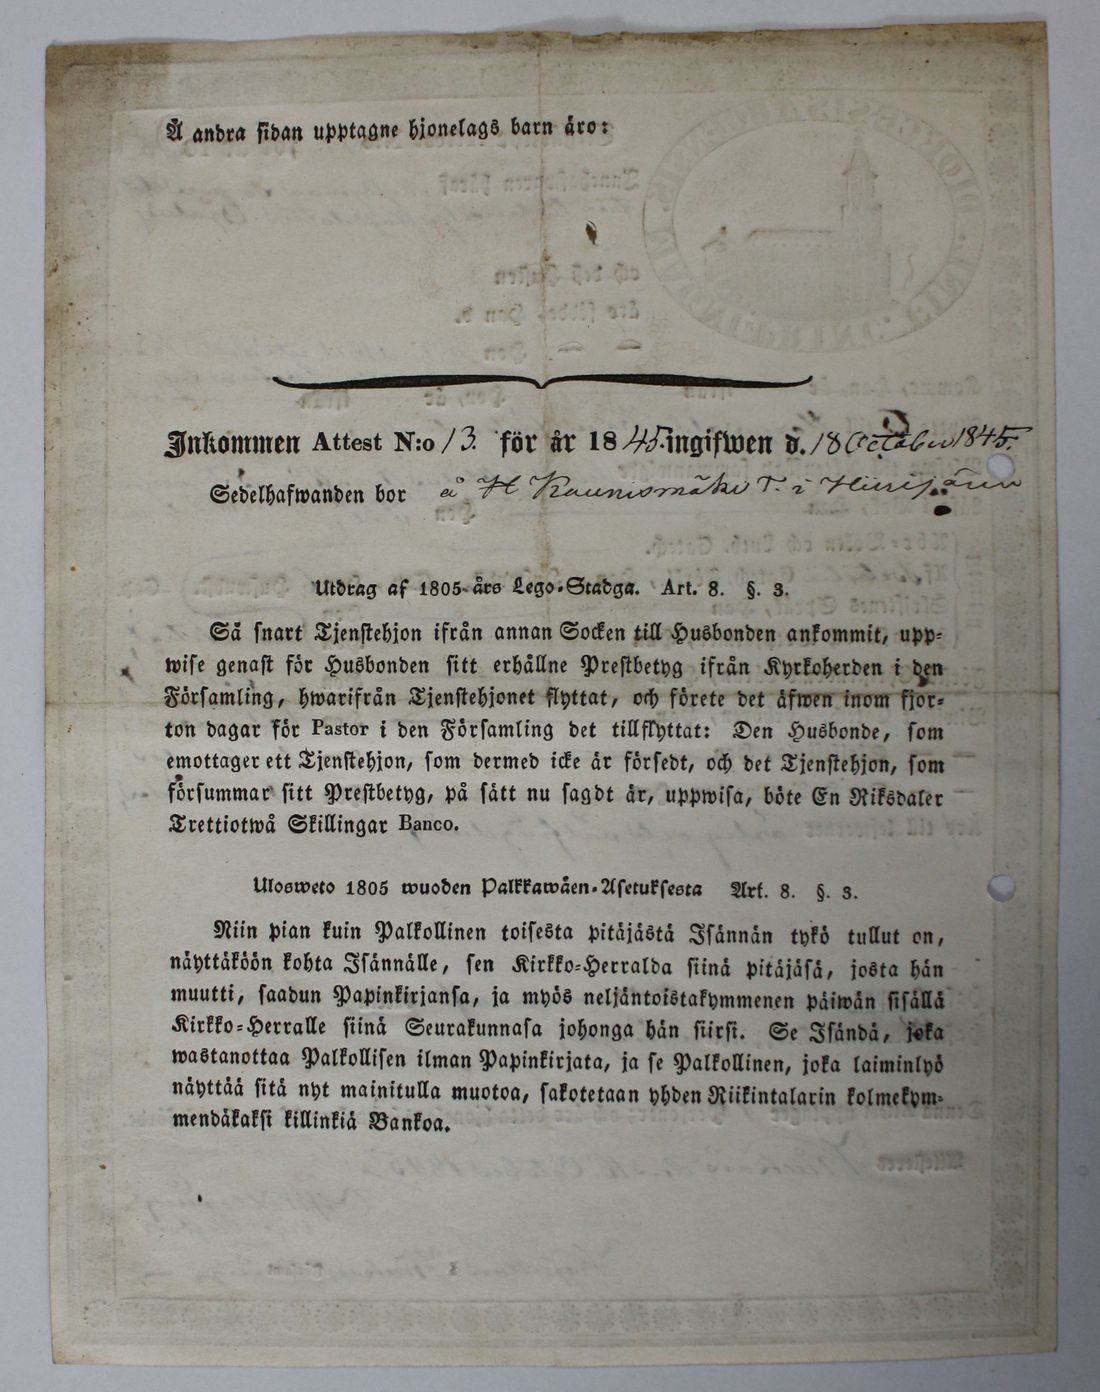 Å andra sidan upptagne hjonelags barn äro:
Inkommen Attest N:o 13. för år 1845. ingifwen d. 18 October 1845.
Sedelhafwanden bor å H Kaunismäki T. i Hiirijärvi
Utdrag af 1805 års Lego-Stadga. Art. 8. §. 3.
Så snart Tjenstehjon ifrån annan Socken till Husbonden ankommit, upp-
wise genast för Husbonden sitt erhållne Prestbetyg ifrån Kyrkoherden i den
Församling, hwarifrån Tjenstehjonet flyttat, och förete det äfwen inom fjor-
ton dagar för Pastor i den Församling det tillflyttat: Den Husbonde, som
emottager ett Tjenstehjon, som dermed icke är försedt, och det Tjenstehjon, som
försummar sitt Prestbetyg, på sätt nu sagdt är, uppwisa, böte En Riksdaler
Trettiotwå Skillingar Banco.
Ulosweto 1805 wuoden Palkkawäen-Asetuksesta Art. 8. §. 3.
Niin pian kuin Palkollinen toisesta pitäjästä Isännän tykö tullut on,
näyttäköön kohta Isännälle, sen Kirkko-Herralda siinä pitäjäsä, josta hän
muutti, saadun Papinkirjansa, ja myös neljäntoistakymmenen päiwän sisällä
Kirkko-Herralle siinä Seurakunnasa johonga hän siirsi. Se Isändä, joka
wastanottaa Palkollisen ilman Papinkirjata, ja se Palkollinen, joka laiminlyö
näyttää sitä nyt mainitulla muotoa, sakotetaan yhden Riikintalarin kolmekym-
mendäkaksi killinkiä Bankoa.